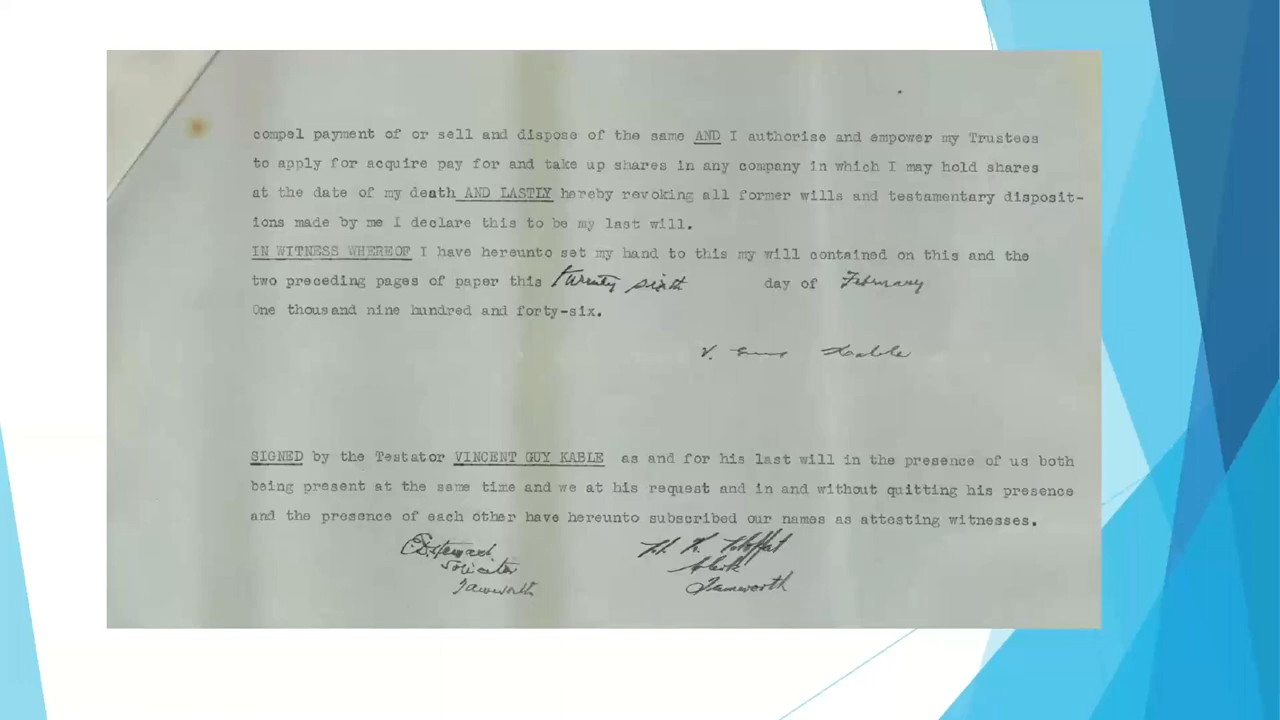 compel payment of or sell and dispose of the same AND I authorise and empower my Trustees
to apply for acquire pay for and take up shares in any company in which I may hold shares
at the date of my death AND LASTLY hereby revoking all former wills and testamentary disposit-
ions made by me I declare this to be my last will.
IN WITNESS WHEREOF I have hereunto set my hand to this my will contained on this and the
two preceding pages of paper this twenty sixth day of February
One thousand nine hundred and forty-six.
V. Guy Kable
SIGNED by the Testator VINCENT GUY KABLE as and for his last will in the presence of us both
being present at the same time and we at his request and in and without quitting his presence
and the presence of each other have hereunto subscribed our names as attesting witnesses.
Solicitor
Tamworth
Moffat
Clerk
Tamworth